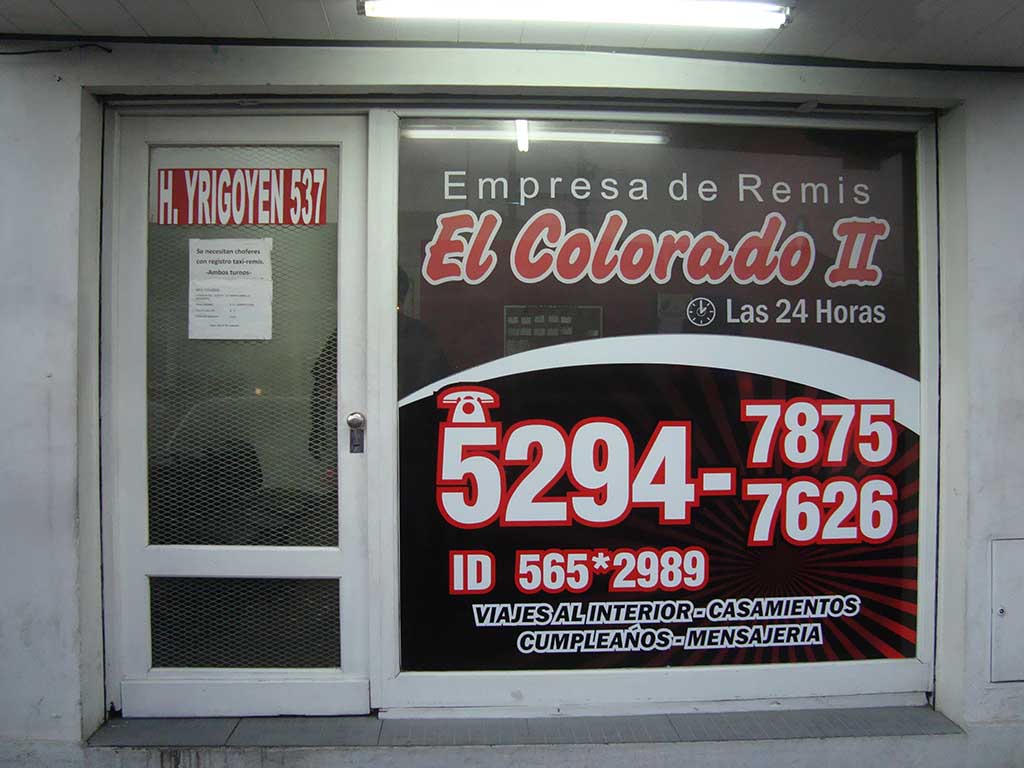 H. YRIGOYEN 537
Se necesitan choferes
con registro taxi-remis.
-Ambos turnos-
Empresa de Remis
El Colorado II
Las 24 Horas
5294-
7875
7626
ID 565*2989
VIAJES AL INTERIOR - CASAMIENTOS
CUMPLEAÑOS - MENSAJERIA